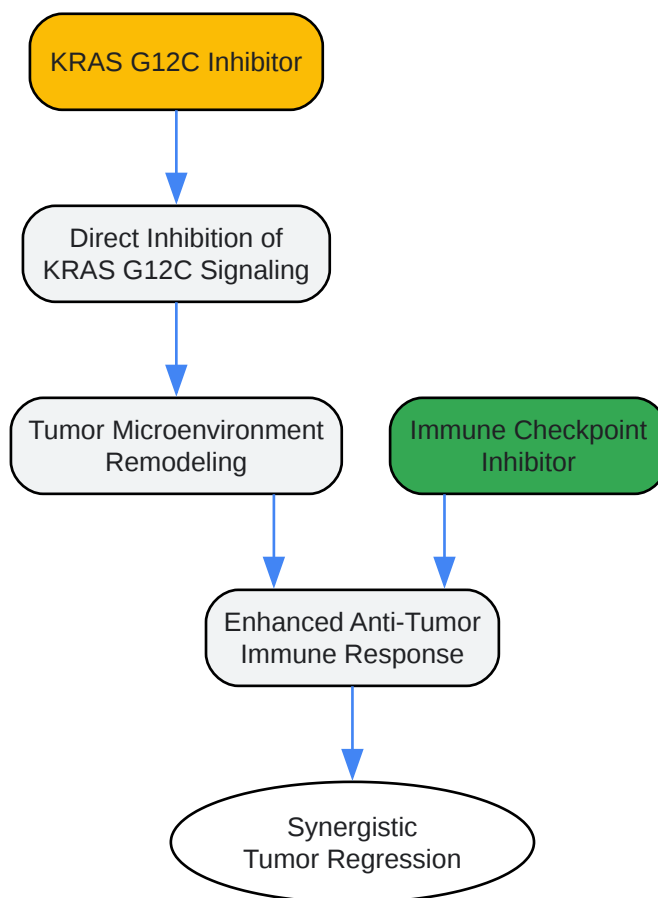 KRAS G12C Inhibitor
Direct Inhibition of
KRAS G12C Signaling
Tumor Microenvironment
Remodeling
Immune Checkpoint
Inhibitor
Enhanced Anti-Tumor
Immune Response
Synergistic
Tumor Regression